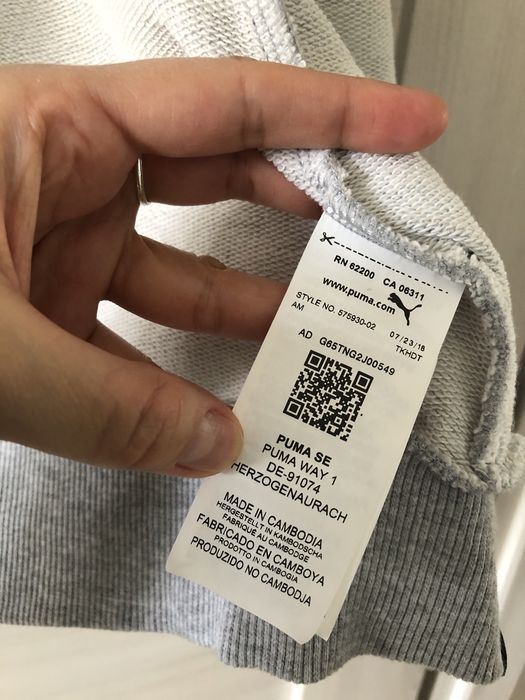 RN 62200 CA 06311
www.puma.com
STYLE NO. 575930-02 07/23/18
AM TKHDT
AD G65TNG2J00549
PUMA SE
PUMA WAY 1
DE-91074
HERZOGENAURACH
MADE IN CAMBODIA
HERGESTELLT IN KAMBODSCHA
FABRIQUÉ AU CAMBODGE
FABRICADO EN CAMBOYA
PRODOTTO IN CAMBOGIA
PRODUZIDO NO CAMBODJA